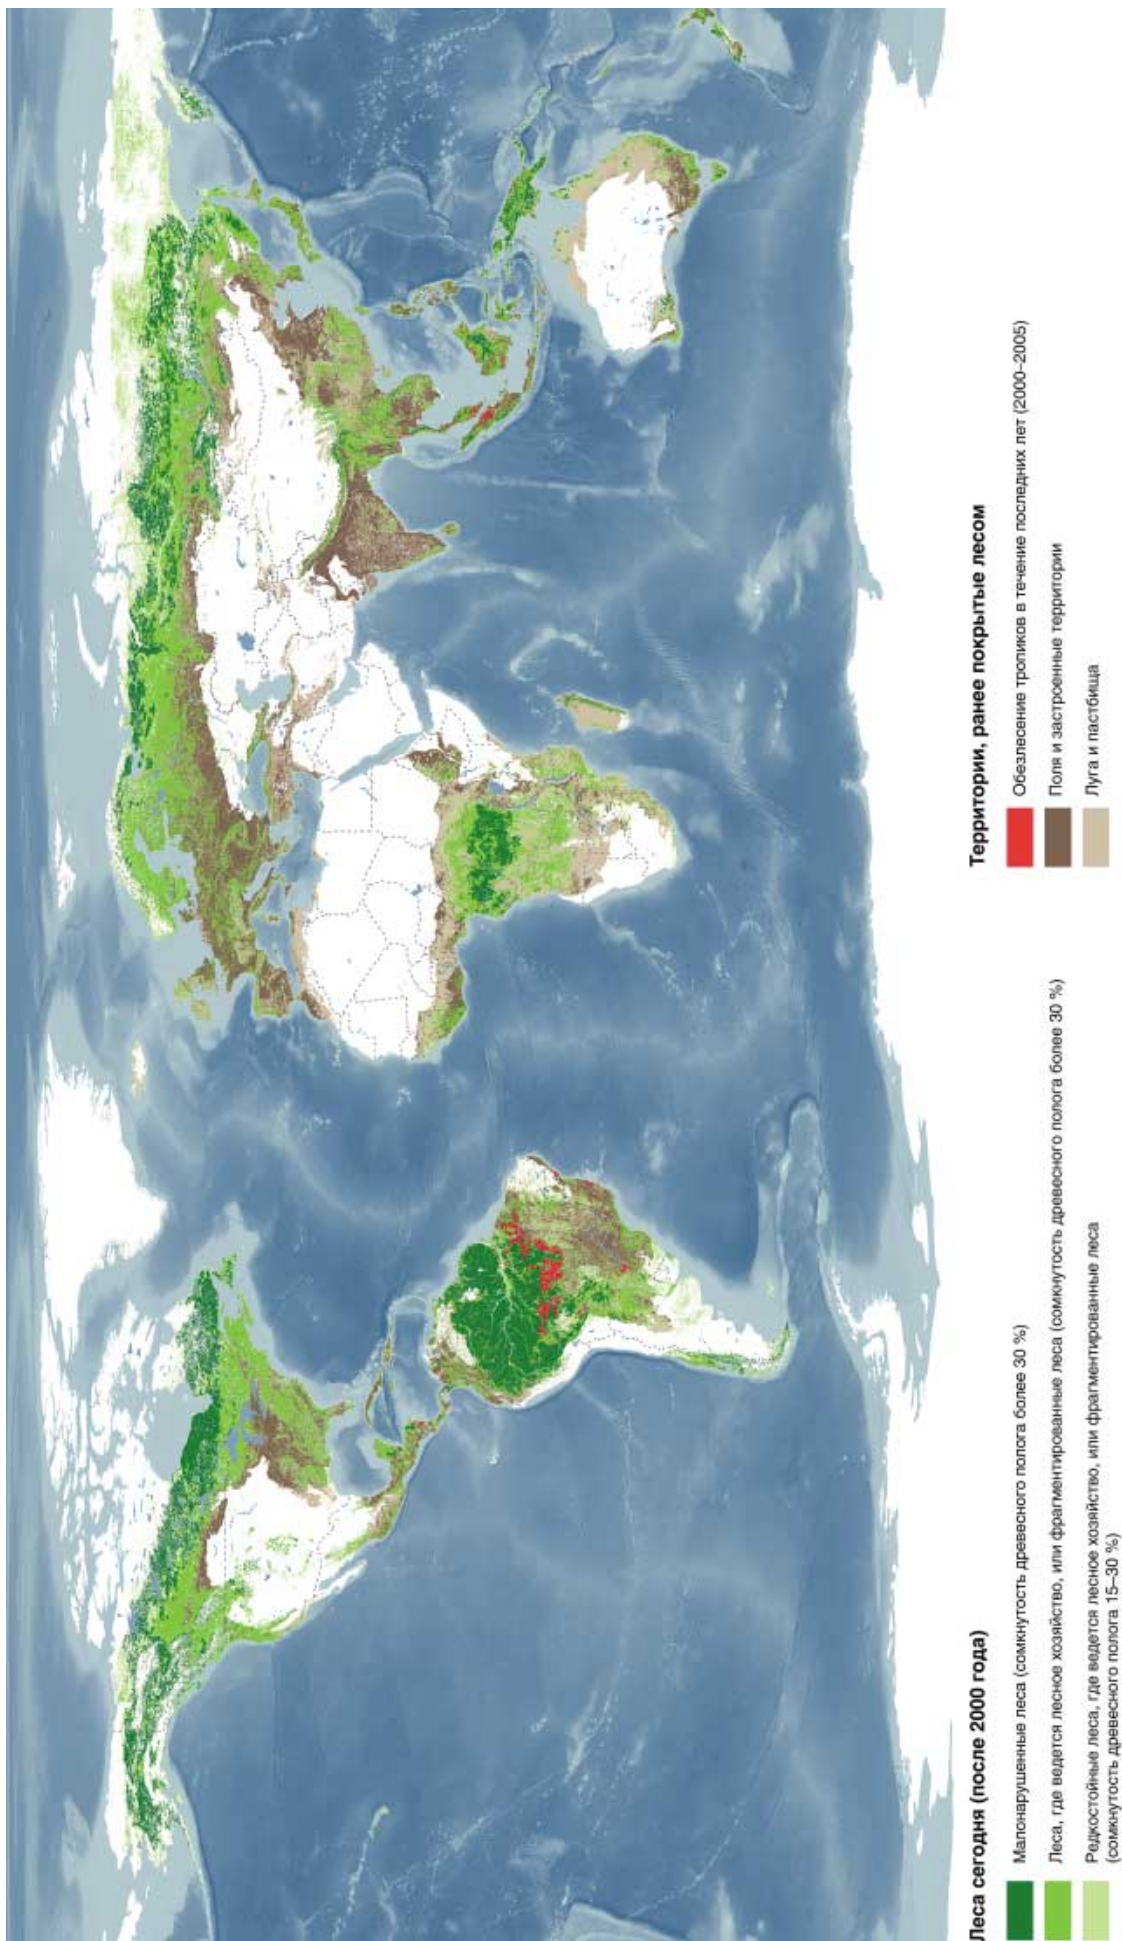 Леса сегодня (после 2000 года)
Малонарушенные леса (сомкнутость древесного полога более 30 %)
Леса, где ведется лесное хозяйство, или фрагментированные леса (сомкнутость древесного полога более 30 %)
Редкостойные леса, где ведется лесное хозяйство, или фрагментированные леса
(сомкнутость древесного полога 15–30 %)
Территории, ранее покрытые лесом
Обезлесение тропиков в течение последних лет (2000–2005)
Поля и застроенные территории
Луга и пастбища